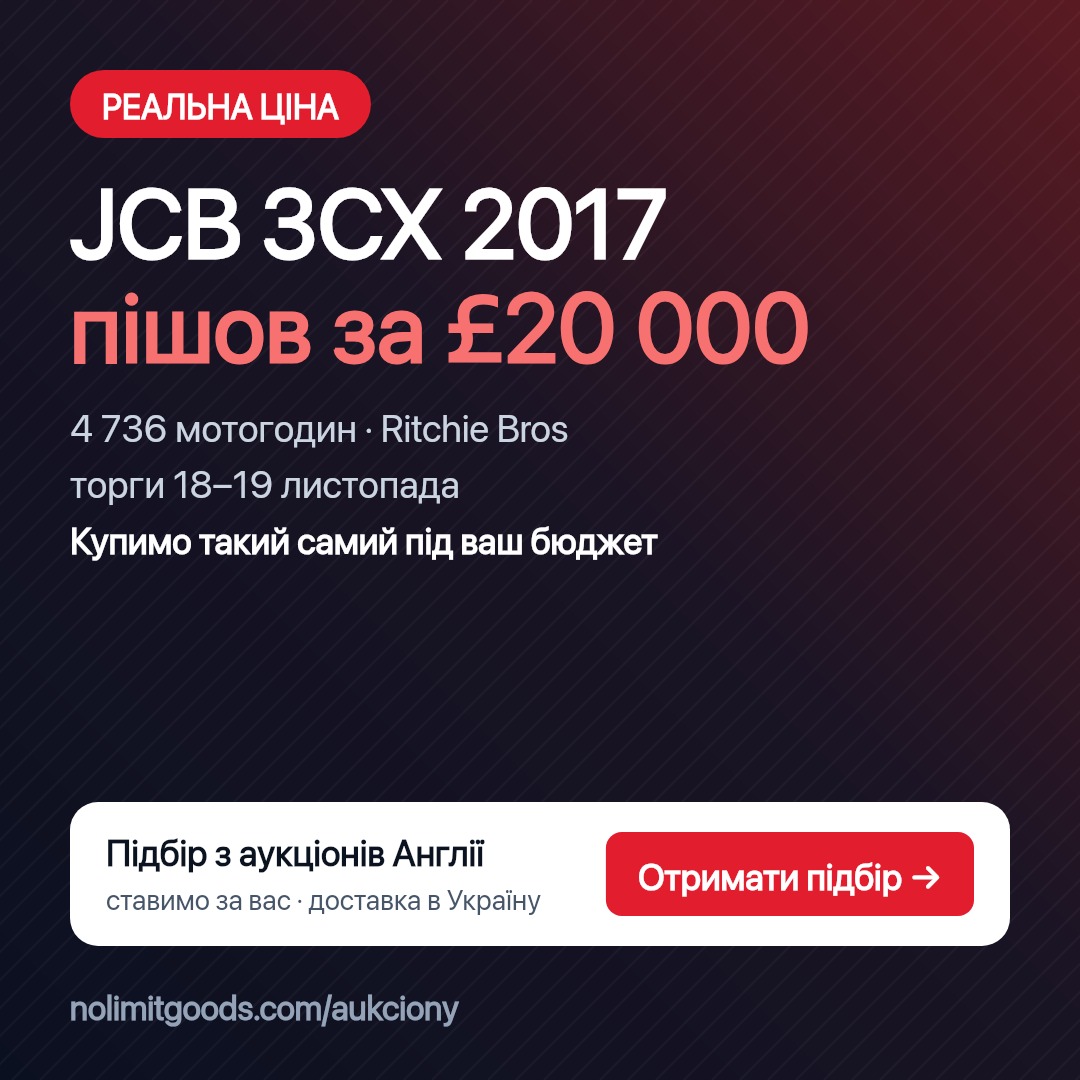 РЕАЛЬНА ЦІНА
JCB 3CX 2017
пішов за £20 000
4 736 мотогодин · Ritchie Bros
торги 18–19 листопада
Купимо такий самий під ваш бюджет
Підбір з аукціонів Англії
ставимо за вас · доставка в Україну
Отримати підбір →
nolimitgoods.com/aukciony